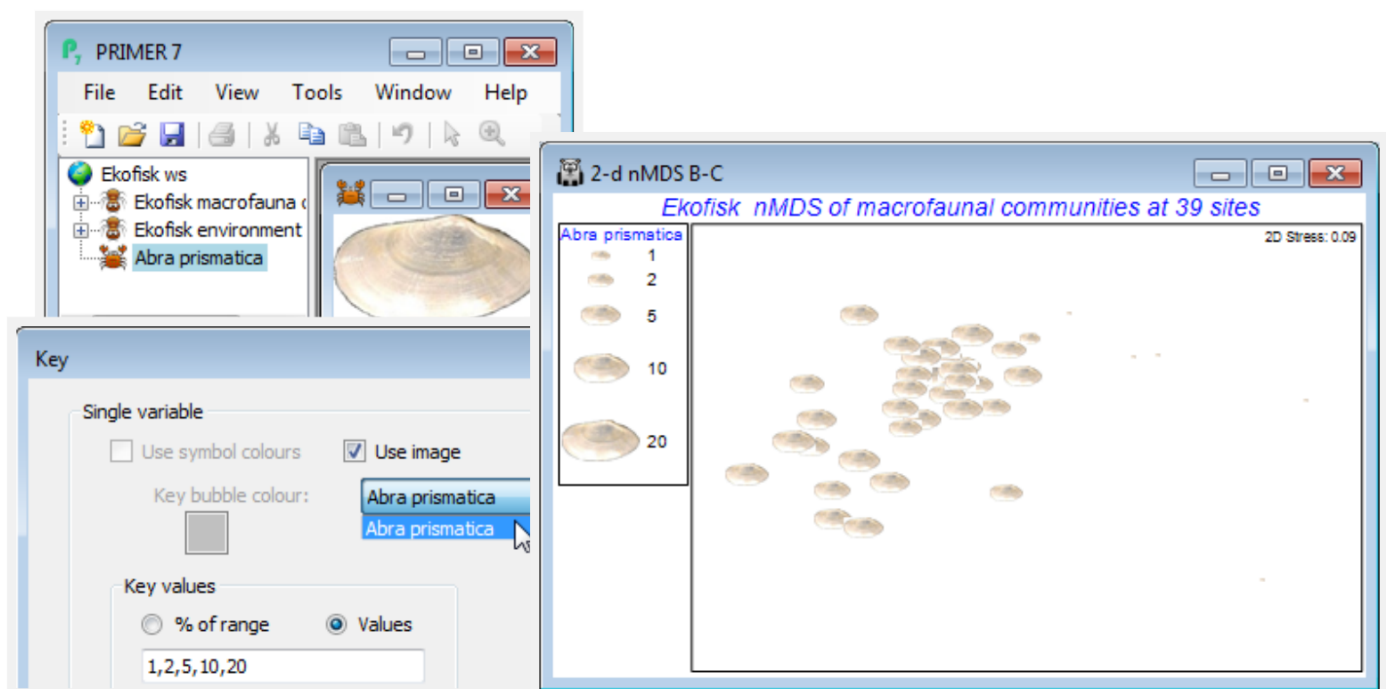 PRIMER 7
File Edit View Tools Window Help
Ekofisk ws
Ekofisk macrofauna
Ekofisk environment
Abra prismatica
Key
Single variable
Use symbol colours Use image
Key bubble colour: Abra prismatica
Abra prismatica
Key values
% of range Values
1,2,5,10,20
2-d nMDS B-C
Ekofisk nMDS of macrofaunal communities at 39 sites
Abra prismatica
1
2
5
10
20
2D Stress: 0.09